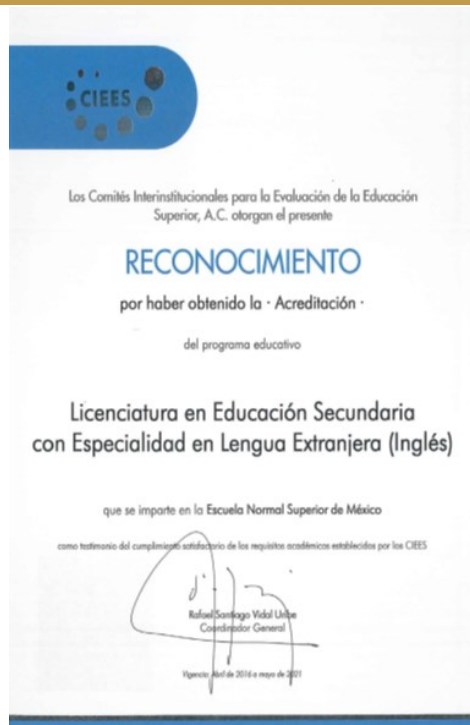 CIEES
Los Comités Interinstitucionales para la Evaluación de la Educación
Superior, A.C. otorgan el presente
RECONOCIMIENTO
por haber obtenido la · Acreditación ·
del programa educativo
Licenciatura en Educación Secundaria
con Especialidad en Lengua Extranjera (Inglés)
que se imparte en la Escuela Normal Superior de México
como testimonio del cumplimiento satisfactorio de los requisitos académicos establecidos por los CIEES
Rafael Santiago Vidal Uribe
Coordinador General
Vigencia: Abril de 2016 a mayo de 2021